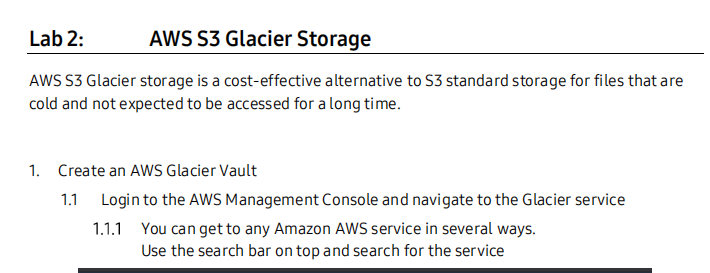 Lab 2: AWS S3 Glacier Storage
AWS S3 Glacier storage is a cost-effective alternative to S3 standard storage for files that are
cold and not expected to be accessed for a long time.
1. Create an AWS Glacier Vault
1.1 Login to the AWS Management Console and navigate to the Glacier service
1.1.1 You can get to any Amazon AWS service in several ways.
Use the search bar on top and search for the service